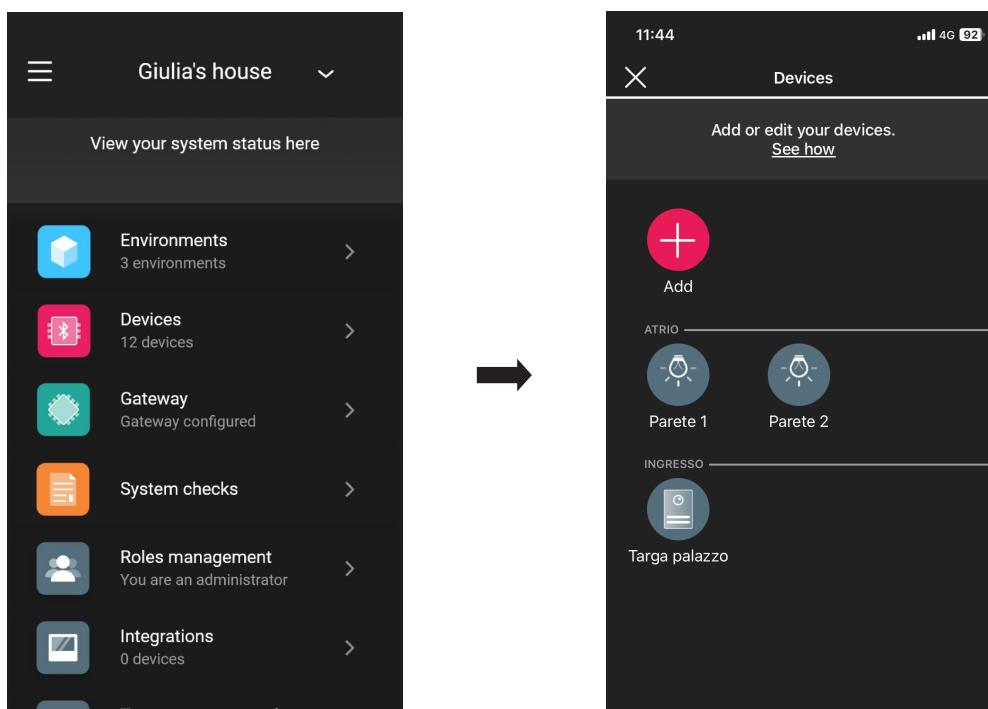 Giulia's house
View your system status here
Environments
3 environments
Devices
12 devices
Gateway
Gateway configured
System checks
Roles management
You are an administrator
Integrations
0 devices
11:44
4G 92
Devices
Add or edit your devices.
See how
Add
ATRIO
Parete 1 Parete 2
INGRESSO
Targa palazzo